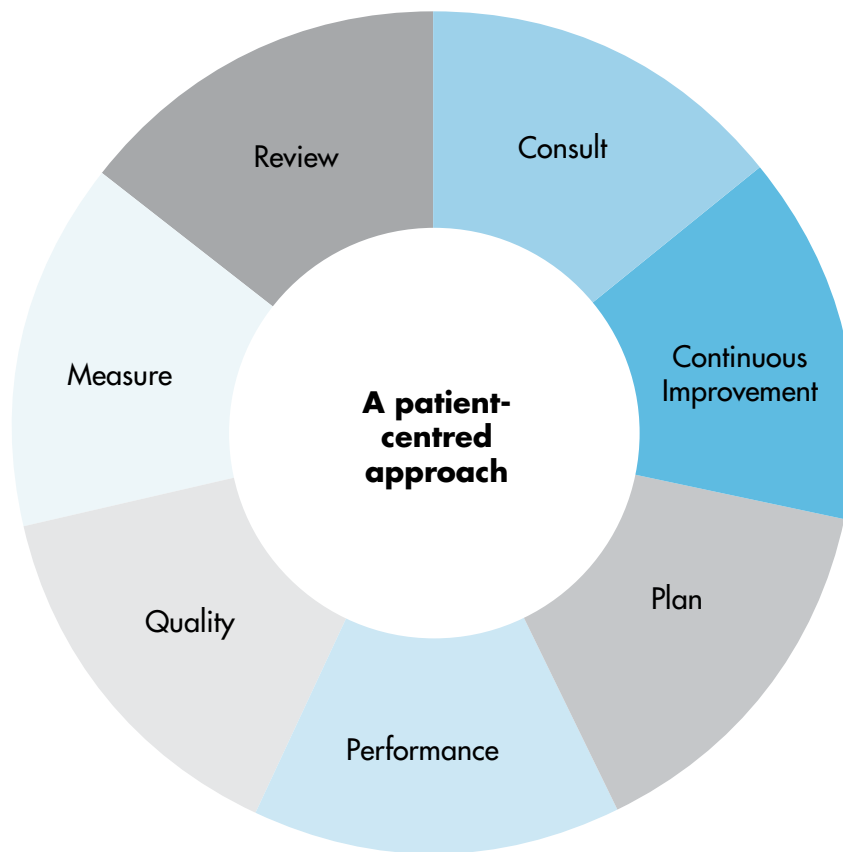 Review
Consult
Measure
Continuous
Improvement
A patient-
centred
approach
Quality
Plan
Performance